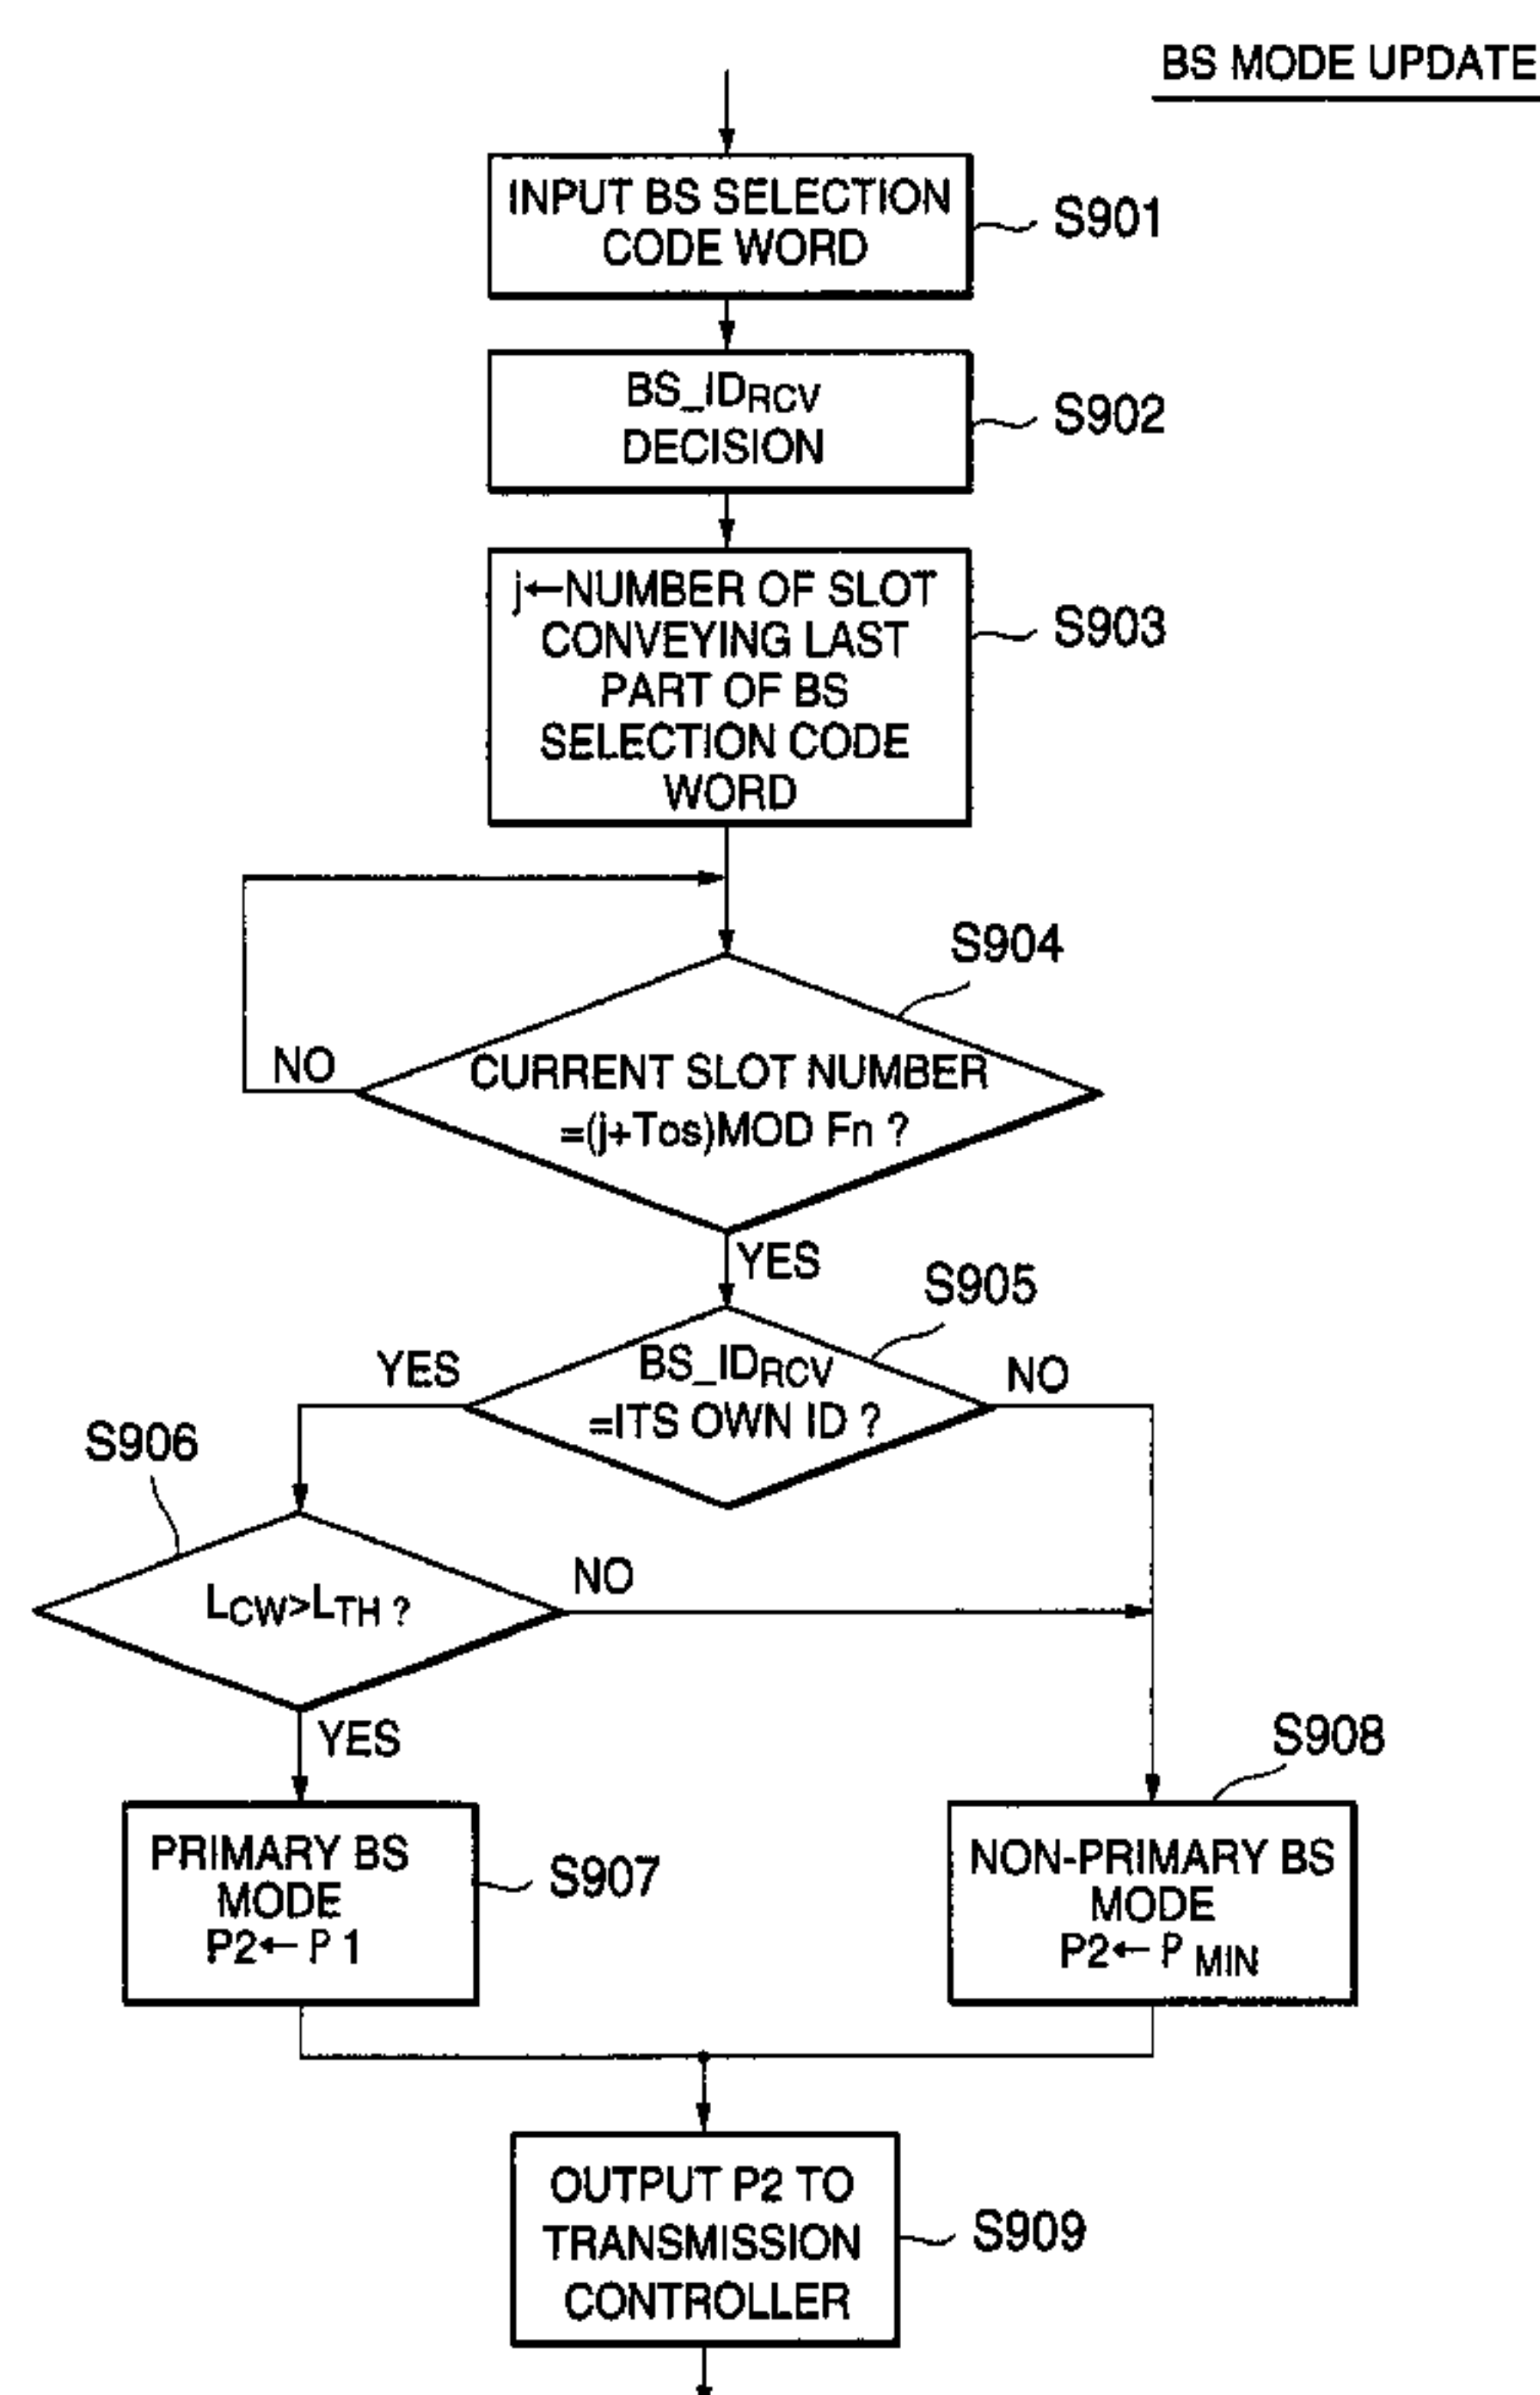 BS MODE UPDATE
INPUT BS SELECTION
CODE WORD
S901
BS_IDRCV
DECISION
S902
j←NUMBER OF SLOT
CONVEYING LAST
PART OF BS
SELECTION CODE
WORD
S903
S904
NO
CURRENT SLOT NUMBER
=(j+Tos)MOD Fn ?
YES
S905
YES
BS_IDRCV
=ITS OWN ID ?
NO
S906
LCW>LTH ?
NO
YES
S908
PRIMARY BS
MODE
P2← P 1
S907
NON-PRIMARY BS
MODE
P2← P MIN
OUTPUT P2 TO
TRANSMISSION
CONTROLLER
S909